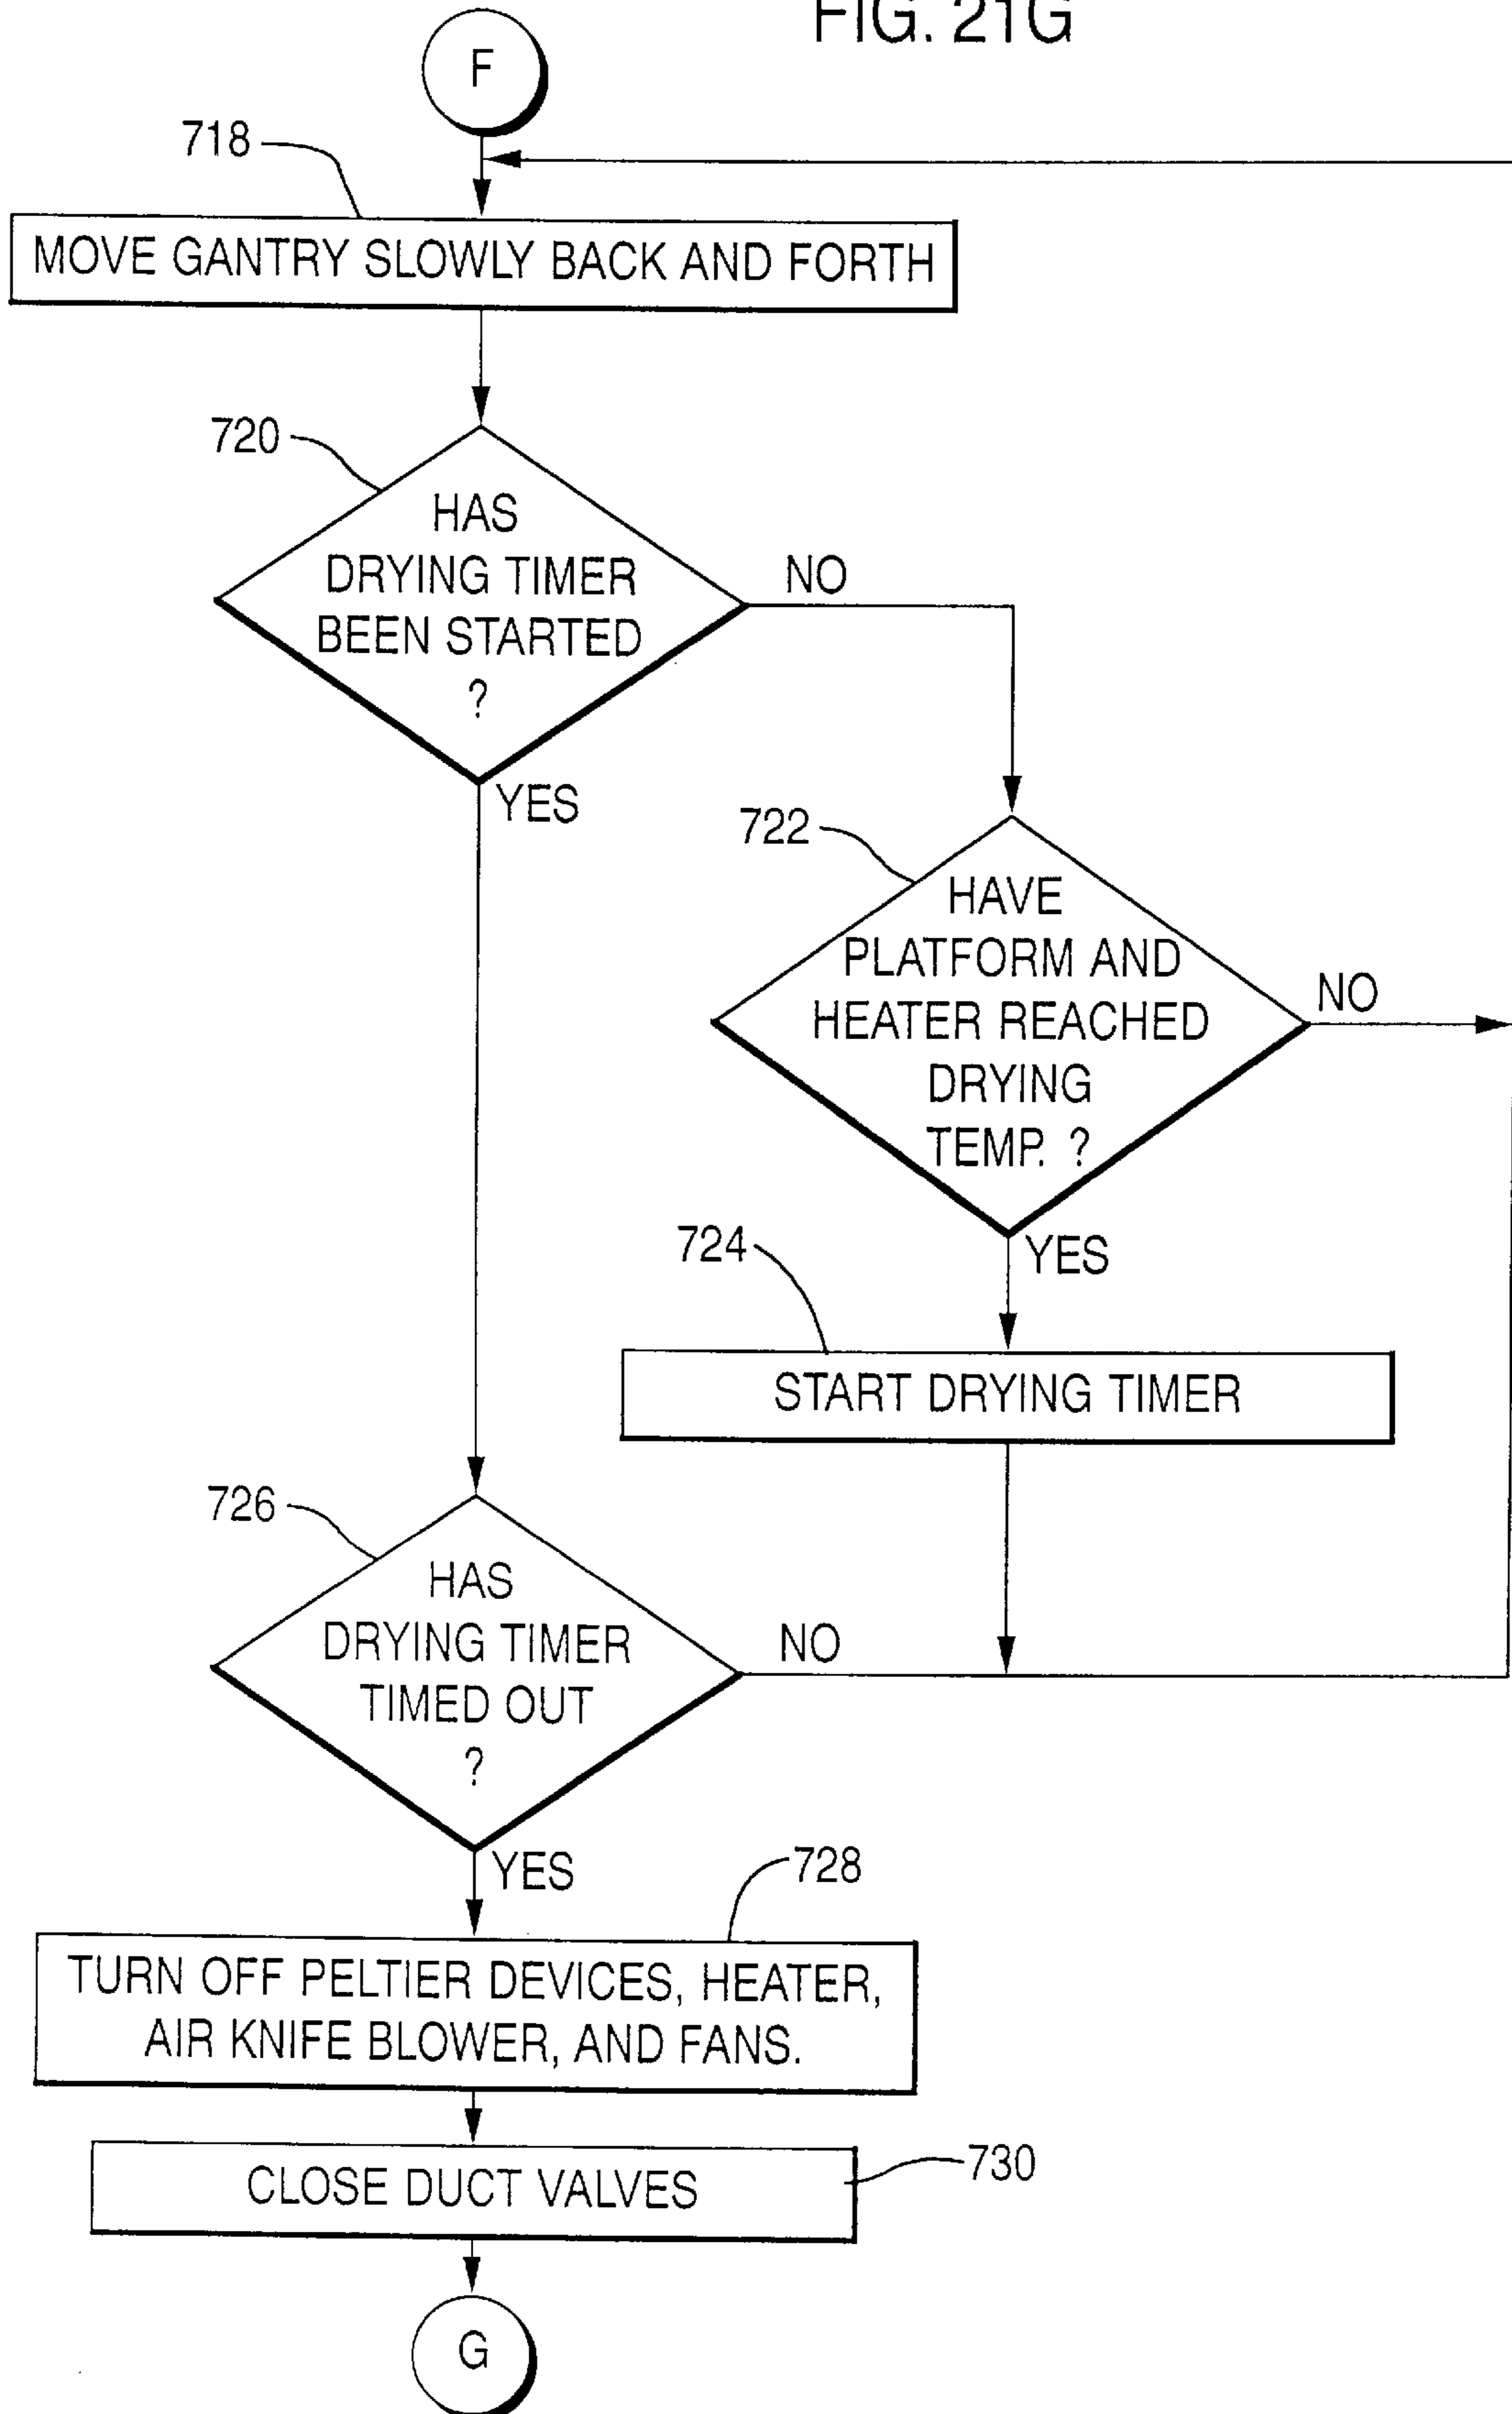 FIG. 21G
F
718
MOVE GANTRY SLOWLY BACK AND FORTH
720
HAS
DRYING TIMER
BEEN STARTED
?
NO
YES
722
HAVE
PLATFORM AND
HEATER REACHED
DRYING
TEMP. ?
NO
YES
724
START DRYING TIMER
726
HAS
DRYING TIMER
TIMED OUT
?
NO
YES
728
TURN OFF PELTIER DEVICES, HEATER,
AIR KNIFE BLOWER, AND FANS.
CLOSE DUCT VALVES
730
G